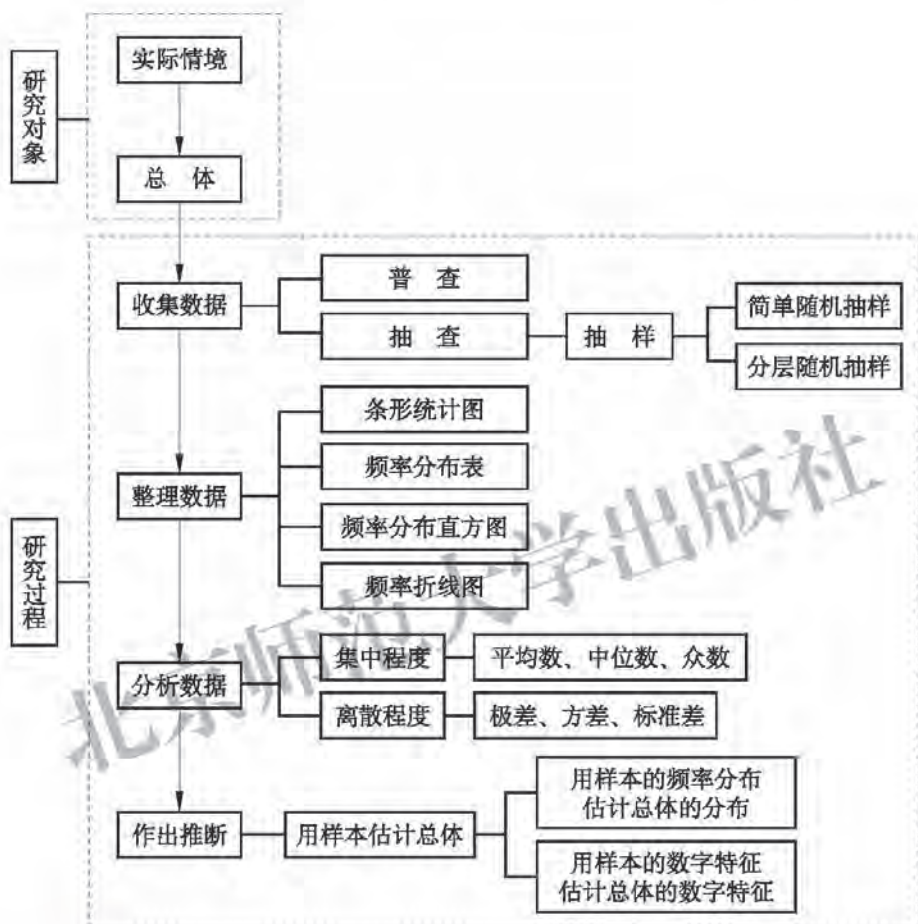 研究对象
实际情境
总 体
研究过程
收集数据
普 查
抽 查
抽 样
简单随机抽样
分层随机抽样
整理数据
条形统计图
频率分布表
频率分布直方图
频率折线图
分析数据
集中程度
平均数、中位数、众数
离散程度
极差、方差、标准差
作出推断
用样本估计总体
用样本的频率分布
估计总体的分布
用样本的数字特征
估计总体的数字特征
北京师范大学出版社